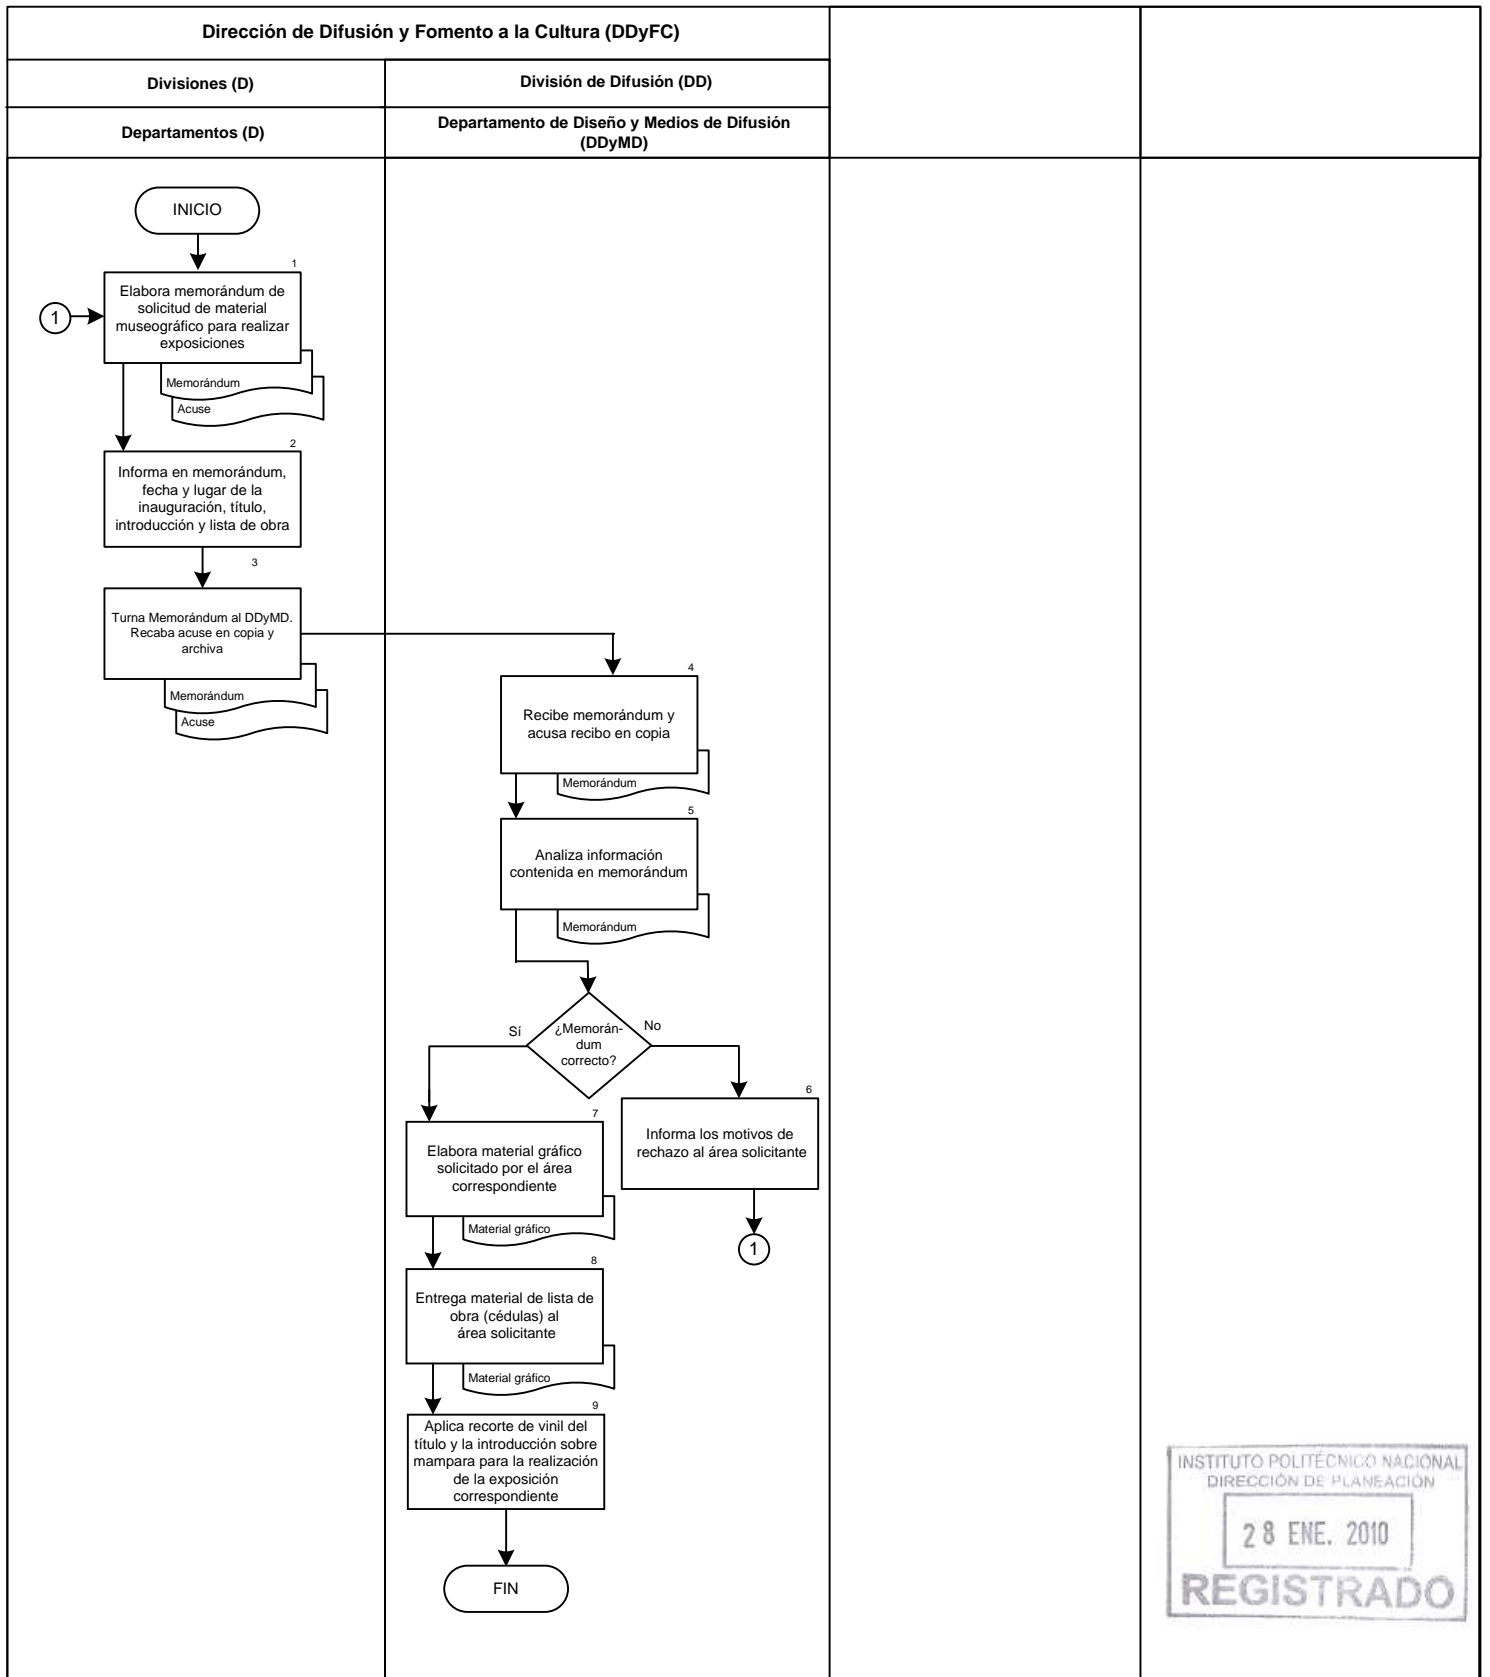 Dirección de Difusión y Fomento a la Cultura (DDyFC)
Divisiones (D)
División de Difusión (DD)
Departamentos (D)
Departamento de Diseño y Medios de Difusión
(DDyMD)
INICIO
1
1
Elabora memorándum de
solicitud de material
museográfico para realizar
exposiciones
Memorándum
Acuse
2
Informa en memorándum,
fecha y lugar de la
inauguración, título,
introducción y lista de obra
3
Turna Memorándum al DDyMD.
Recaba acuse en copia y
archiva
Memorándum
Acuse
4
Recibe memorándum y
acusa recibo en copia
Memorándum
5
Analiza información
contenida en memorándum
Memorándum
¿Memorán-
dum
correcto?
Sí
No
6
Informa los motivos de
rechazo al área solicitante
1
7
Elabora material gráfico
solicitado por el área
correspondiente
Material gráfico
8
Entrega material de lista de
obra (cédulas) al
área solicitante
Material gráfico
9
Aplica recorte de vinil del
título y la introducción sobre
mampara para la realización
de la exposición
correspondiente
FIN
INSTITUTO POLITÉCNICO NACIONAL
DIRECCIÓN DE PLANEACIÓN
28 ENE. 2010
REGISTRADO